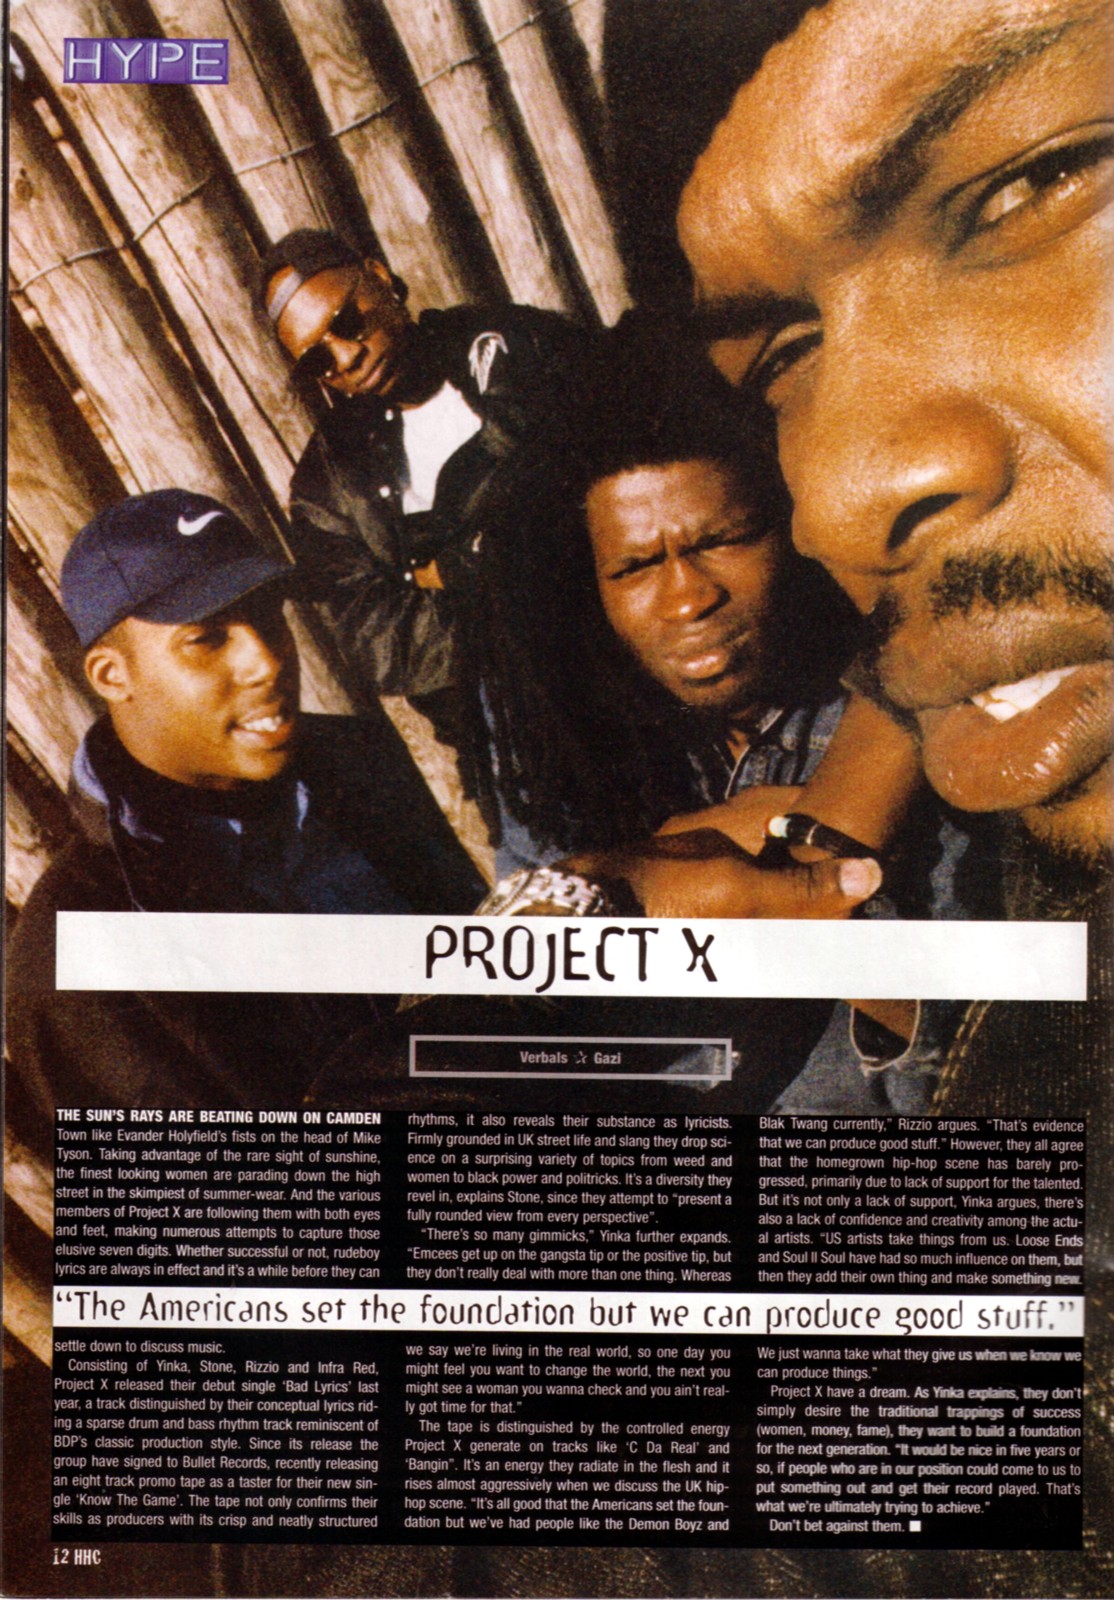 HYPE
PROJECT X
Verbals ☆ Gazi
THE SUN'S RAYS ARE BEATING DOWN ON CAMDEN
Town like Evander Holyfield's fists on the head of Mike
Tyson. Taking advantage of the rare sight of sunshine,
the finest looking women are parading down the high
street in the skimpiest of summer-wear. And the various
members of Project X are following them with both eyes
and feet, making numerous attempts to capture those
elusive seven digits. Whether successful or not, rudeboy
lyrics are always in effect and it's a while before they can
settle down to discuss music.
Consisting of Yinka, Stone, Rizzio and Infra Red,
Project X released their debut single 'Bad Lyrics' last
year, a track distinguished by their conceptual lyrics rid-
ing a sparse drum and bass rhythm track reminiscent of
BDP's classic production style. Since its release the
group have signed to Bullet Records, recently releasing
an eight track promo tape as a taster for their new sin-
gle 'Know The Game'. The tape not only confirms their
skills as producers with its crisp and neatly structured
rhythms, it also reveals their substance as lyricists.
Firmly grounded in UK street life and slang they drop sci-
ence on a surprising variety of topics from weed and
women to black power and politricks. It's a diversity they
revel in, explains Stone, since they attempt to "present a
fully rounded view from every perspective".
"There's so many gimmicks," Yinka further expands.
"Emcees get up on the gangsta tip or the positive tip, but
they don't really deal with more than one thing. Whereas
we say we're living in the real world, so one day you
might feel you want to change the world, the next you
might see a woman you wanna check and you ain't real-
ly got time for that."
The tape is distinguished by the controlled energy
Project X generate on tracks like 'C Da Real' and
'Bangin''. It's an energy they radiate in the flesh and it
rises almost aggressively when we discuss the UK hip-
hop scene. "It's all good that the Americans set the foun-
dation but we've had people like the Demon Boyz and
Blak Twang currently," Rizzio argues. "That's evidence
that we can produce good stuff." However, they all agree
that the homegrown hip-hop scene has barely pro-
gressed, primarily due to lack of support for the talented.
But it's not only a lack of support, Yinka argues, there's
also a lack of confidence and creativity among the actu-
al artists. "US artists take things from us. Loose Ends
and Soul II Soul have had so much influence on them, but
then they add their own thing and make something new.
We just wanna take what they give us when we know we
can produce things."
Project X have a dream. As Yinka explains, they don't
simply desire the traditional trappings of success
(women, money, fame), they want to build a foundation
for the next generation. "It would be nice in five years or
so, if people who are in our position could come to us to
put something out and get their record played. That's
what we're ultimately trying to achieve."
Don't bet against them. ■
"The Americans set the foundation but we can produce good stuff."
12 HHC